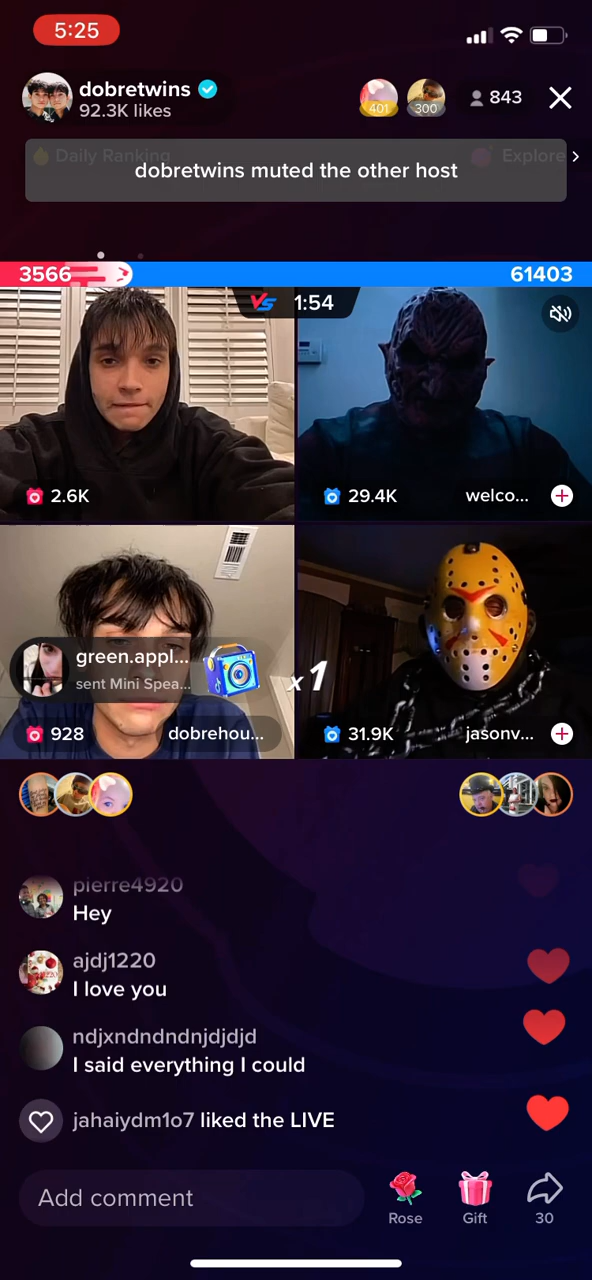 5:25
dobretwins
92.3K likes
401
300
843
Daily Ranking
Explore
dobretwins muted the other host
3566
61403
VS 1:54
2.6K
29.4K
welco...
green.appl...
sent Mini Spea...
x1
928
dobrehou...
31.9K
jasonv...
pierre4920
Hey
ajdj1220
I love you
ndjxndndndnjdjdjd
I said everything I could
jahaiydm1o7 liked the LIVE
Add comment
Rose
Gift
30